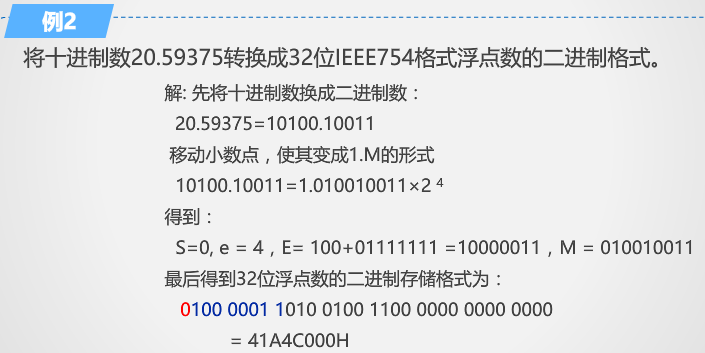 例2
将十进制数20.59375转换成32位IEEE754格式浮点数的二进制格式。
解: 先将十进制数换成二进制数：
20.59375=10100.10011
移动小数点，使其变成1.M的形式
10100.10011=1.010010011×2 ⁴
得到：
S=0, e = 4，E= 100+01111111 =10000011，M = 010010011
最后得到32位浮点数的二进制存储格式为：
0100 0001 1010 0100 1100 0000 0000 0000
= 41A4C000H